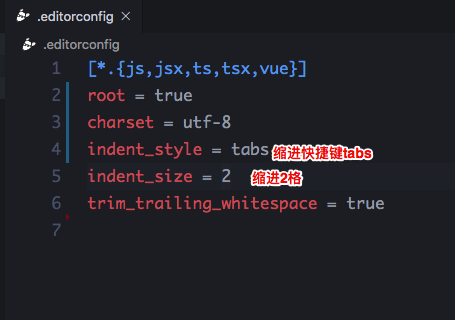 .editorconfig
.editorconfig
1 [*.{js,jsx,ts,tsx,vue}]
2 root = true
3 charset = utf-8
4 indent_style = tabs 缩进快捷键tabs
5 indent_size = 2 缩进2格
6 trim_trailing_whitespace = true
7